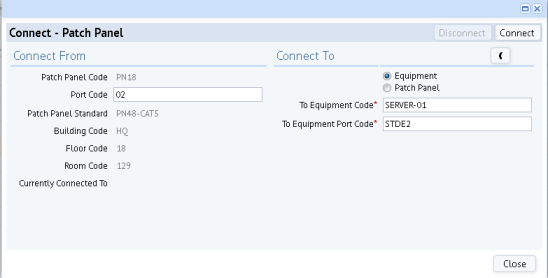 Connect - Patch Panel
Disconnect
Connect
Connect From
Patch Panel Code PN18
Port Code 02
Patch Panel Standard PN48-CAT5
Building Code HQ
Floor Code 18
Room Code 129
Currently Connected To
Connect To
Equipment
Patch Panel
To Equipment Code* SERVER-01
To Equipment Port Code* STDE2
Close